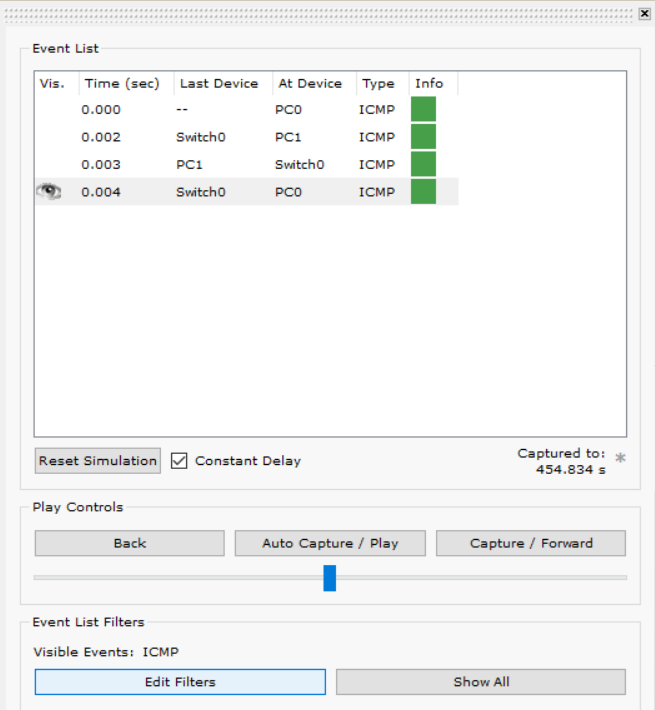 Event List
Vis. Time (sec) Last Device At Device Type Info
0.000 -- PC0 ICMP
0.002 Switch0 PC1 ICMP
0.003 PC1 Switch0 ICMP
0.004 Switch0 PC0 ICMP
Reset Simulation Constant Delay Captured to: *
454.834 s
Play Controls
Back Auto Capture / Play Capture / Forward
Event List Filters
Visible Events: ICMP
Edit Filters Show All